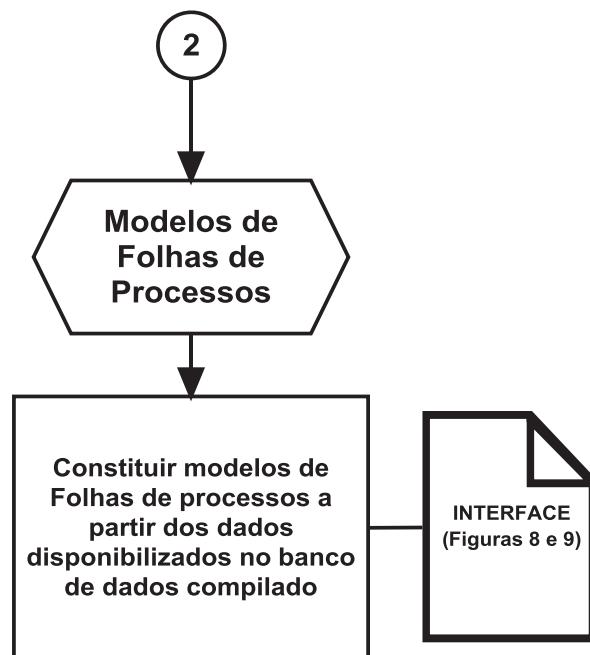 2
Modelos de
Folhas de
Processos
Constituir modelos de
Folhas de processos a
partir dos dados
disponibilizados no banco
de dados compilado
INTERFACE
(Figuras 8 e 9)